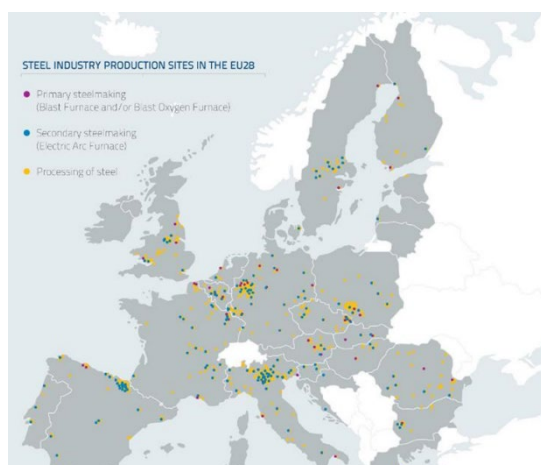 STEEL INDUSTRY PRODUCTION SITES IN THE EU28
Primary steelmaking
(Blast Furnace and/or Blast Oxygen Furnace)
Secondary steelmaking
(Electric Arc Furnace)
Processing of steel